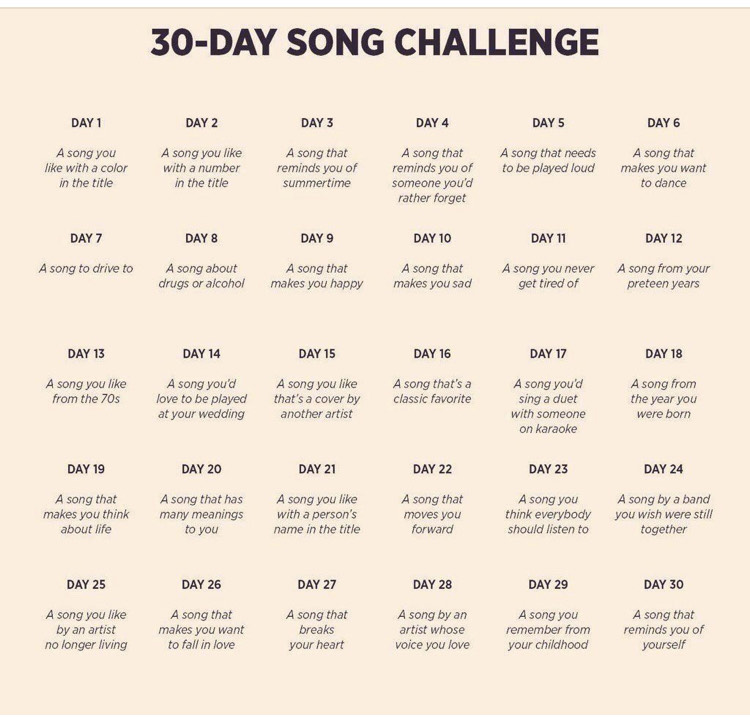 30-DAY SONG CHALLENGE
DAY 1
A song you
like with a color
in the title
DAY 2
A song you like
with a number
in the title
DAY 3
A song that
reminds you of
summertime
DAY 4
A song that
reminds you of
someone you'd
rather forget
DAY 5
A song that needs
to be played loud
DAY 6
A song that
makes you want
to dance
DAY 7
A song to drive to
DAY 8
A song about
drugs or alcohol
DAY 9
A song that
makes you happy
DAY 10
A song that
makes you sad
DAY 11
A song you never
get tired of
DAY 12
A song from your
preteen years
DAY 13
A song you like
from the 70s
DAY 14
A song you'd
love to be played
at your wedding
DAY 15
A song you like
that's a cover by
another artist
DAY 16
A song that's a
classic favorite
DAY 17
A song you'd
sing a duet
with someone
on karaoke
DAY 18
A song from
the year you
were born
DAY 19
A song that
makes you think
about life
DAY 20
A song that has
many meanings
to you
DAY 21
A song you like
with a person's
name in the title
DAY 22
A song that
moves you
forward
DAY 23
A song you
think everybody
should listen to
DAY 24
A song by a band
you wish were still
together
DAY 25
A song you like
by an artist
no longer living
DAY 26
A song that
makes you want
to fall in love
DAY 27
A song that
breaks
your heart
DAY 28
A song by an
artist whose
voice you love
DAY 29
A song you
remember from
your childhood
DAY 30
A song that
reminds you of
yourself